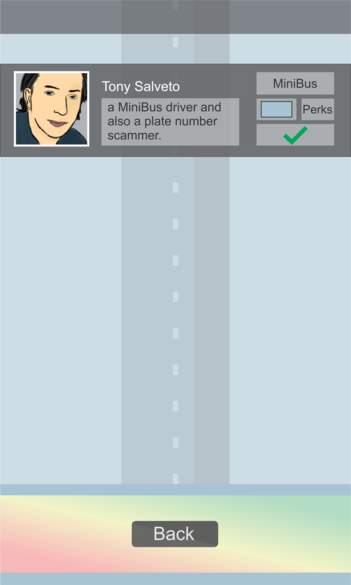 Tony Salveto
a MiniBus driver and
also a plate number
scammer.
MiniBus
Perks
Back